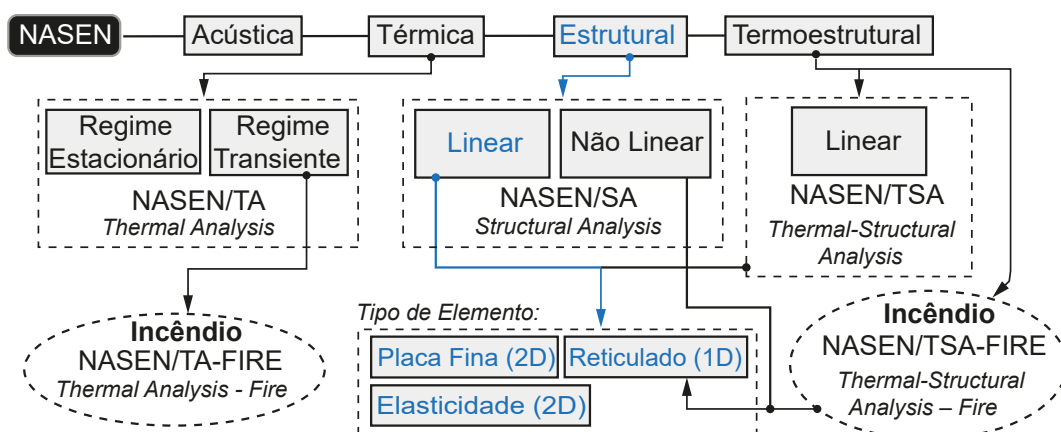 NASEN
Acústica
Térmica
Estrutural
Termoestrutural
Regime
Estacionário
Regime
Transiente
NASEN/TA
Thermal Analysis
Linear
Não Linear
NASEN/SA
Structural Analysis
Linear
NASEN/TSA
Thermal-Structural
Analysis
Incêndio
NASEN/TA-FIRE
Thermal Analysis - Fire
Tipo de Elemento:
Placa Fina (2D)
Reticulado (1D)
Elasticidade (2D)
Incêndio
NASEN/TSA-FIRE
Thermal-Structural
Analysis – Fire